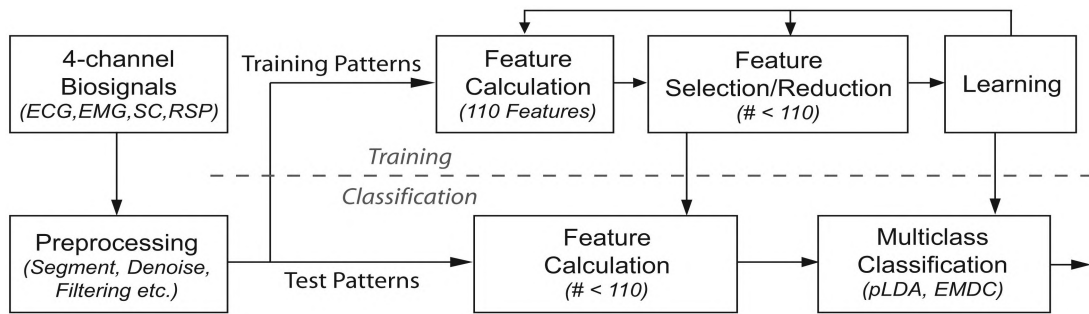 4-channel
Biosignals
(ECG,EMG,SC,RSP)
Training Patterns
Feature
Calculation
(110 Features)
Feature
Selection/Reduction
(# < 110)
Learning
Training
Classification
Preprocessing
(Segment, Denoise,
Filtering etc.)
Test Patterns
Feature
Calculation
(# < 110)
Multiclass
Classification
(pLDA, EMDC)